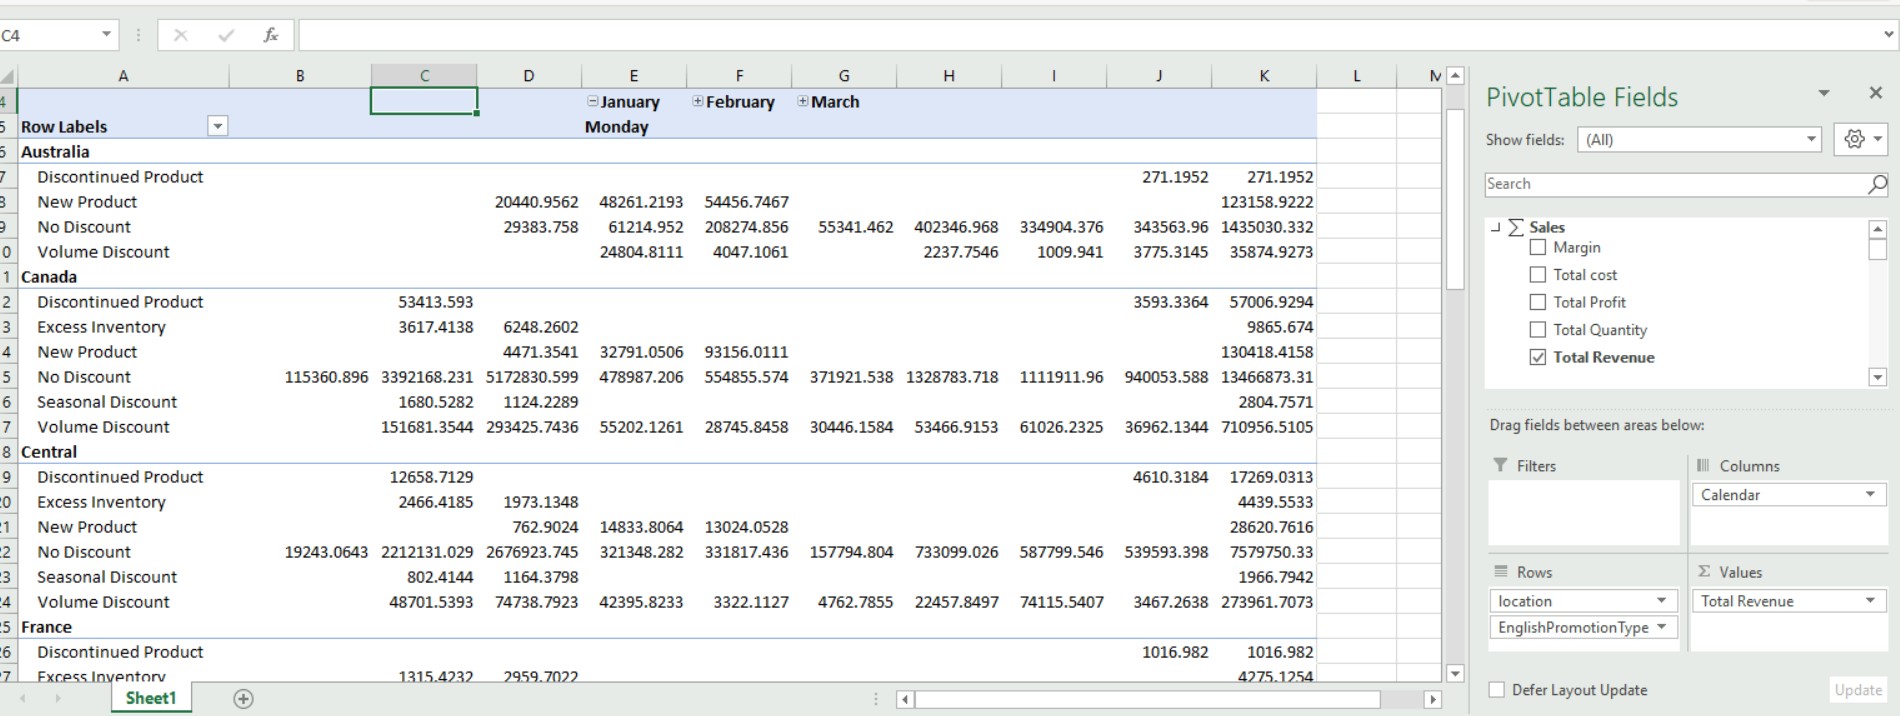 C4 fx
A B C D E F G H I J K L M
4 January February March
5 Row Labels Monday
6 Australia
7 Discontinued Product 271.1952 271.1952
8 New Product 20440.9562 48261.2193 54456.7467 123158.9222
9 No Discount 29383.758 61214.952 208274.856 55341.462 402346.968 334904.376 343563.96 1435030.332
0 Volume Discount 24804.8111 4047.1061 2237.7546 1009.941 3775.3145 35874.9273
1 Canada
2 Discontinued Product 53413.593 3593.3364 57006.9294
3 Excess Inventory 3617.4138 6248.2602 9865.674
4 New Product 4471.3541 32791.0506 93156.0111 130418.4158
5 No Discount 115360.896 3392168.231 5172830.599 478987.206 554855.574 371921.538 1328783.718 1111911.96 940053.588 13466873.31
6 Seasonal Discount 1680.5282 1124.2289 2804.7571
7 Volume Discount 151681.3544 293425.7436 55202.1261 28745.8458 30446.1584 53466.9153 61026.2325 36962.1344 710956.5105
8 Central
9 Discontinued Product 12658.7129 4610.3184 17269.0313
20 Excess Inventory 2466.4185 1973.1348 4439.5533
21 New Product 762.9024 14833.8064 13024.0528 28620.7616
22 No Discount 19243.0643 2212131.029 2676923.745 321348.282 331817.436 157794.804 733099.026 587799.546 539593.398 7579750.33
23 Seasonal Discount 802.4144 1164.3798 1966.7942
24 Volume Discount 48701.5393 74738.7923 42395.8233 3322.1127 4762.7855 22457.8497 74115.5407 3467.2638 273961.7073
25 France
26 Discontinued Product 1016.982 1016.982
27 Excess Inventory 1315.4232 2959.7022 4275.1254
Sheet1
PivotTable Fields
Show fields: (All)
Search
Σ Sales
Margin
Total cost
Total Profit
Total Quantity
Total Revenue
Drag fields between areas below:
Filters
Columns
Calendar
Rows
location
EnglishPromotionType
Σ Values
Total Revenue
Defer Layout Update
Update